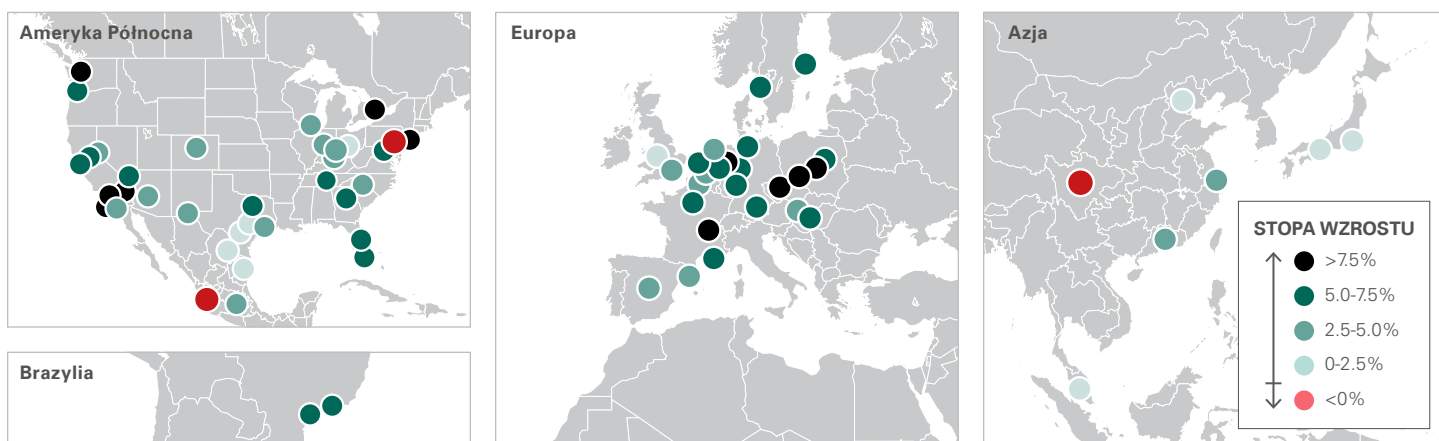 Ameryka Północna
Europa
Azja
Brazylia
STOPA WZROSTU
>7.5%
5.0-7.5%
2.5-5.0%
0-2.5%
<0%